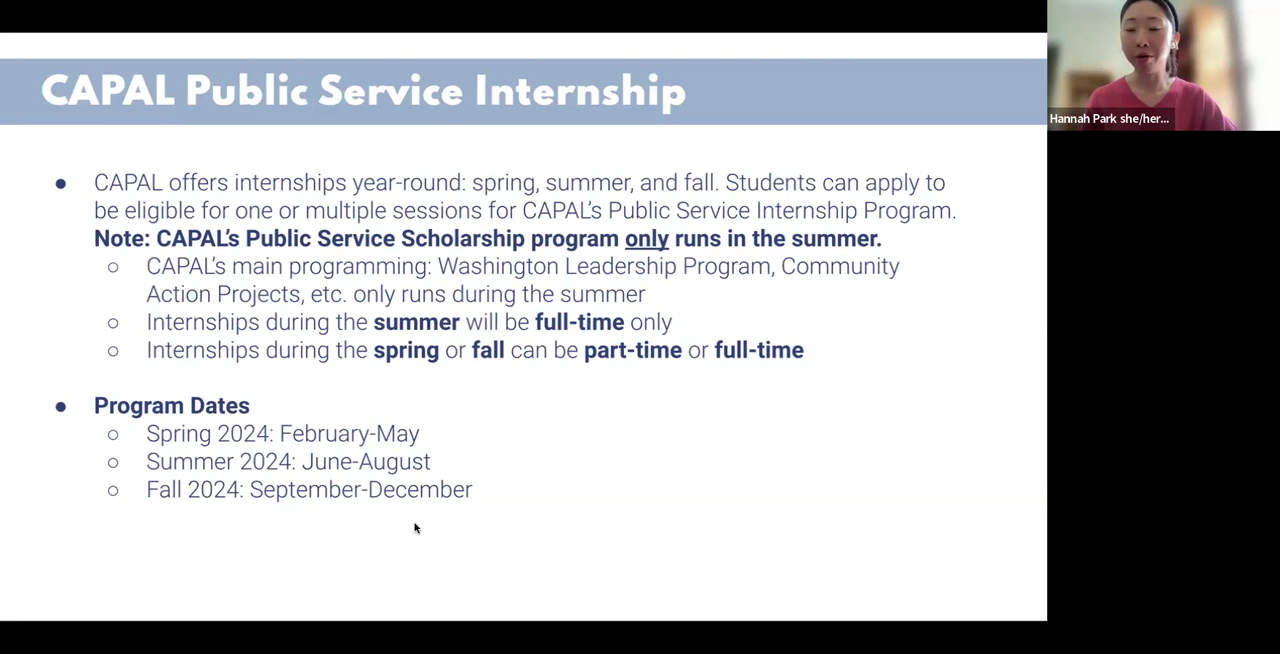 CAPAL Public Service Internship
● CAPAL offers internships year-round: spring, summer, and fall. Students can apply to
be eligible for one or multiple sessions for CAPAL’s Public Service Internship Program.
Note: CAPAL’s Public Service Scholarship program only runs in the summer.
○ CAPAL’s main programming: Washington Leadership Program, Community
Action Projects, etc. only runs during the summer
○ Internships during the summer will be full-time only
○ Internships during the spring or fall can be part-time or full-time
● Program Dates
○ Spring 2024: February-May
○ Summer 2024: June-August
○ Fall 2024: September-December
Hannah Park she/her...